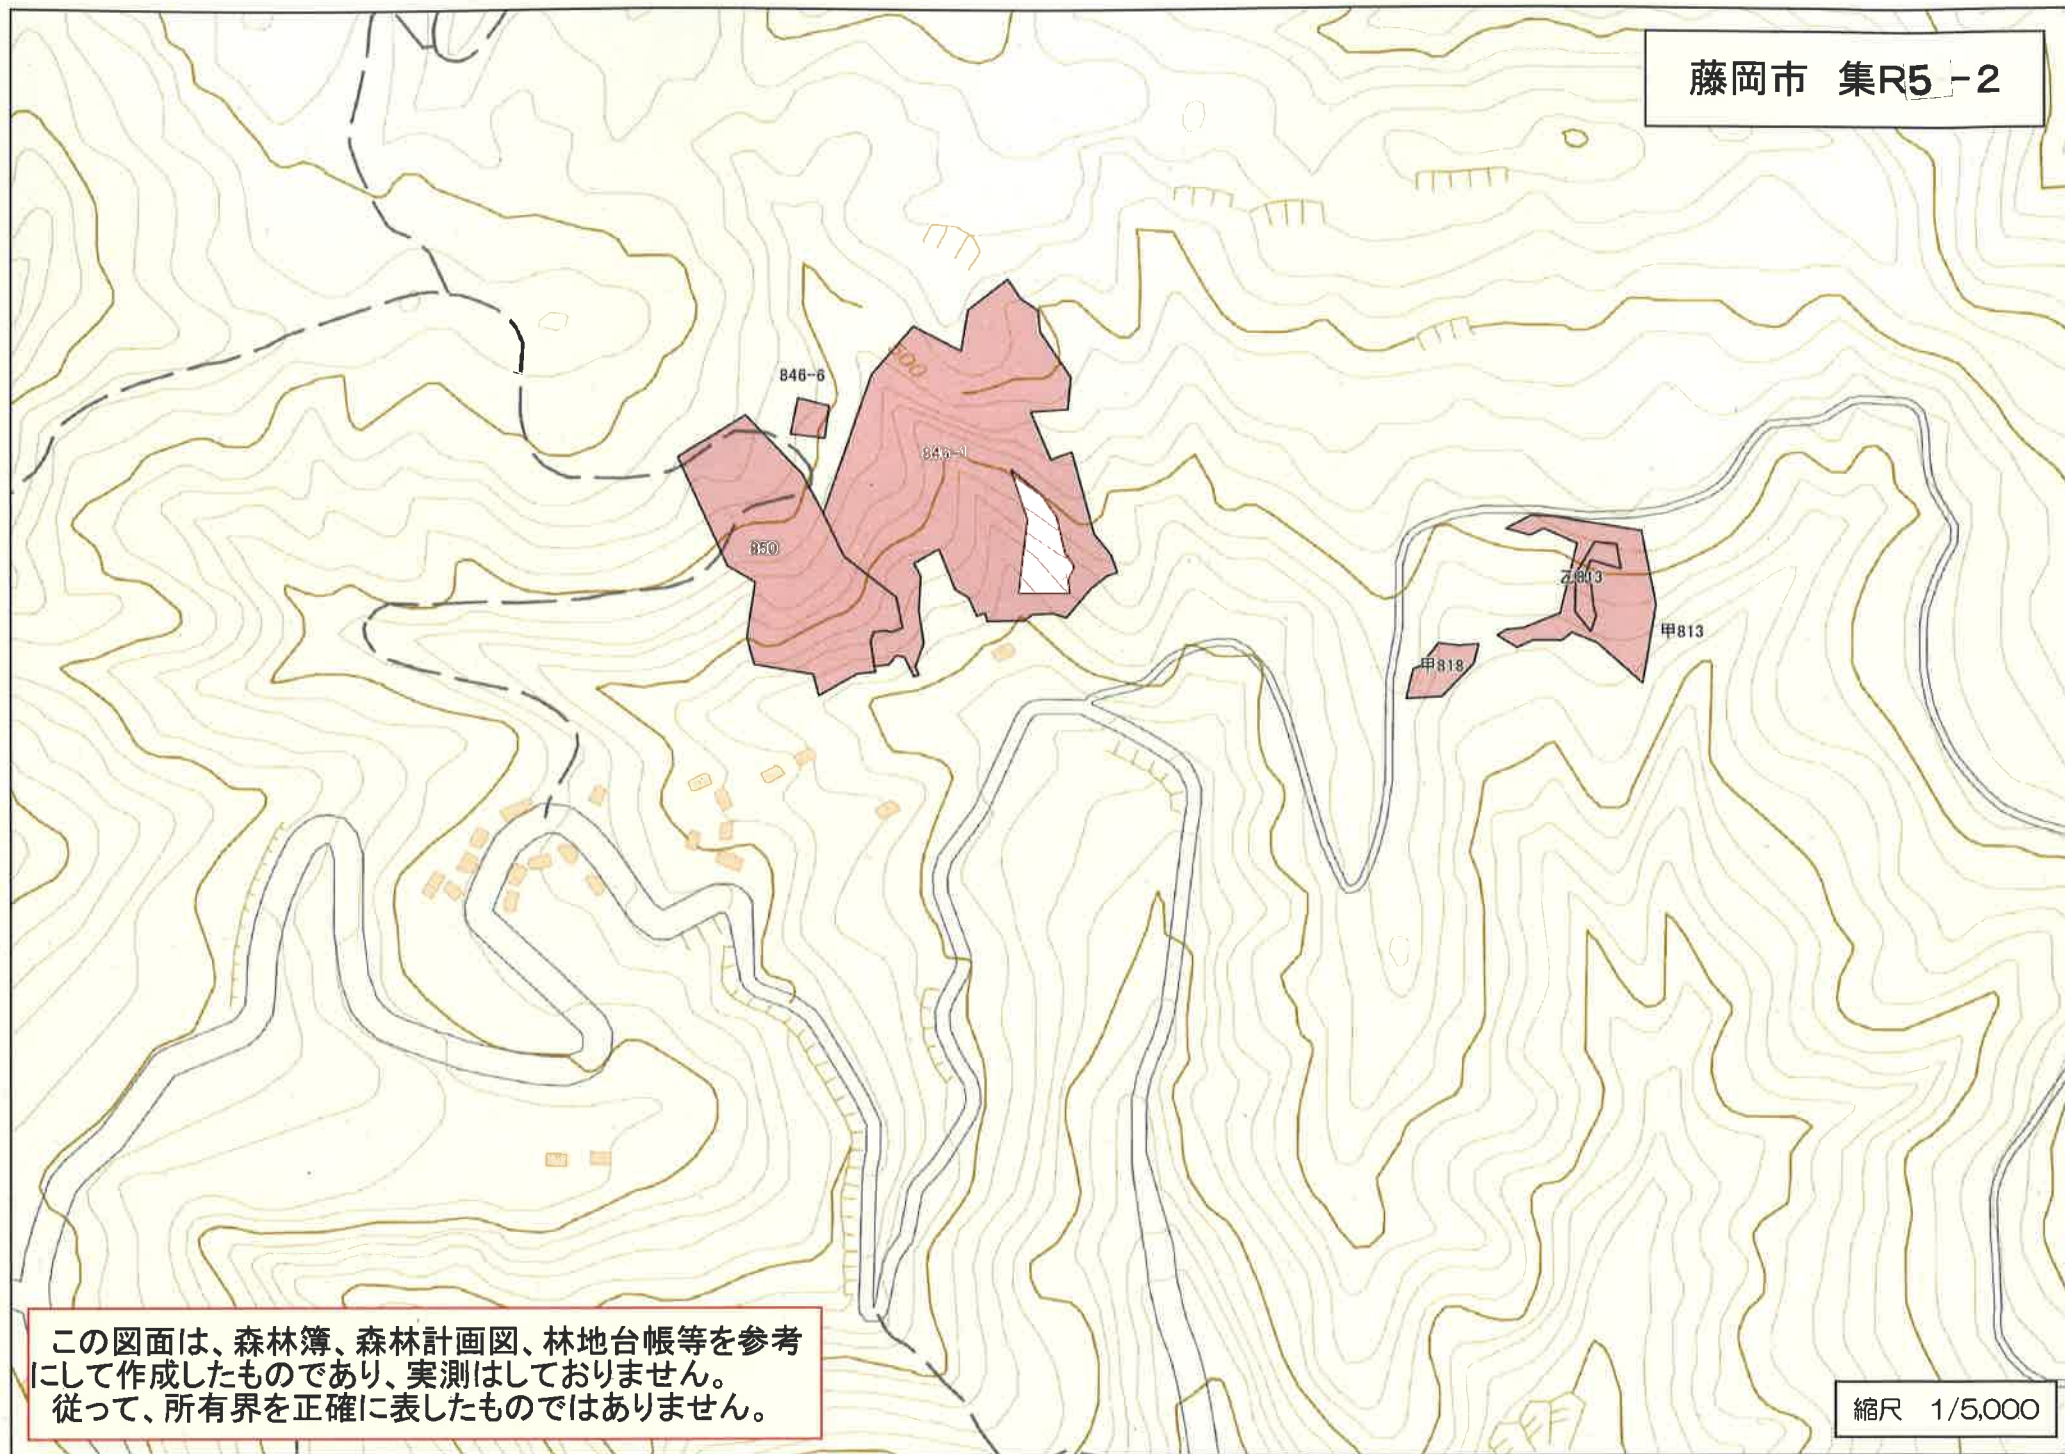 藤岡市 集R5-2
500
846-6
850
乙813
甲813
甲818
この図面は、森林簿、森林計画図、林地台帳等を参考
にして作成したものであり、実測はしておりません。
従って、所有界を正確に表したものではありません。
縮尺 1/5,000